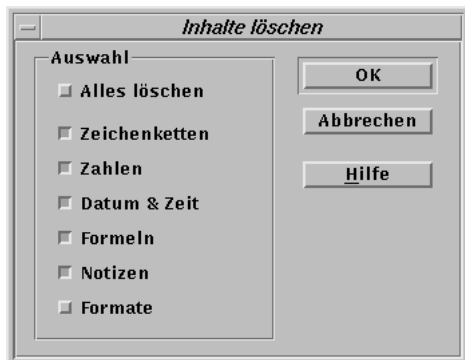 Inhalte löschen
Auswahl
Alles löschen
Zeichenketten
Zahlen
Datum & Zeit
Formeln
Notizen
Formate
OK
Abbrechen
Hilfe